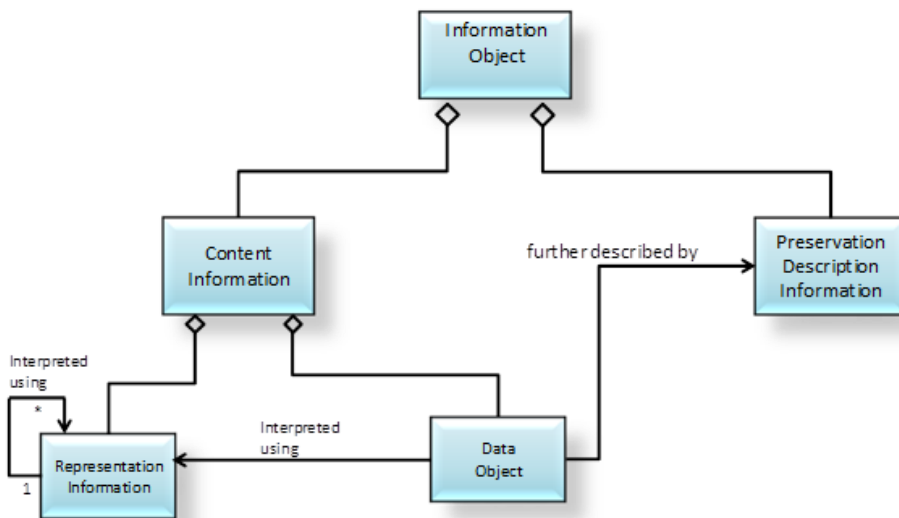 Information
Object
Content
Information
further described by
Preservation
Description
Information
Interpreted
using
*
1
Representation
Information
Interpreted
using
Data
Object